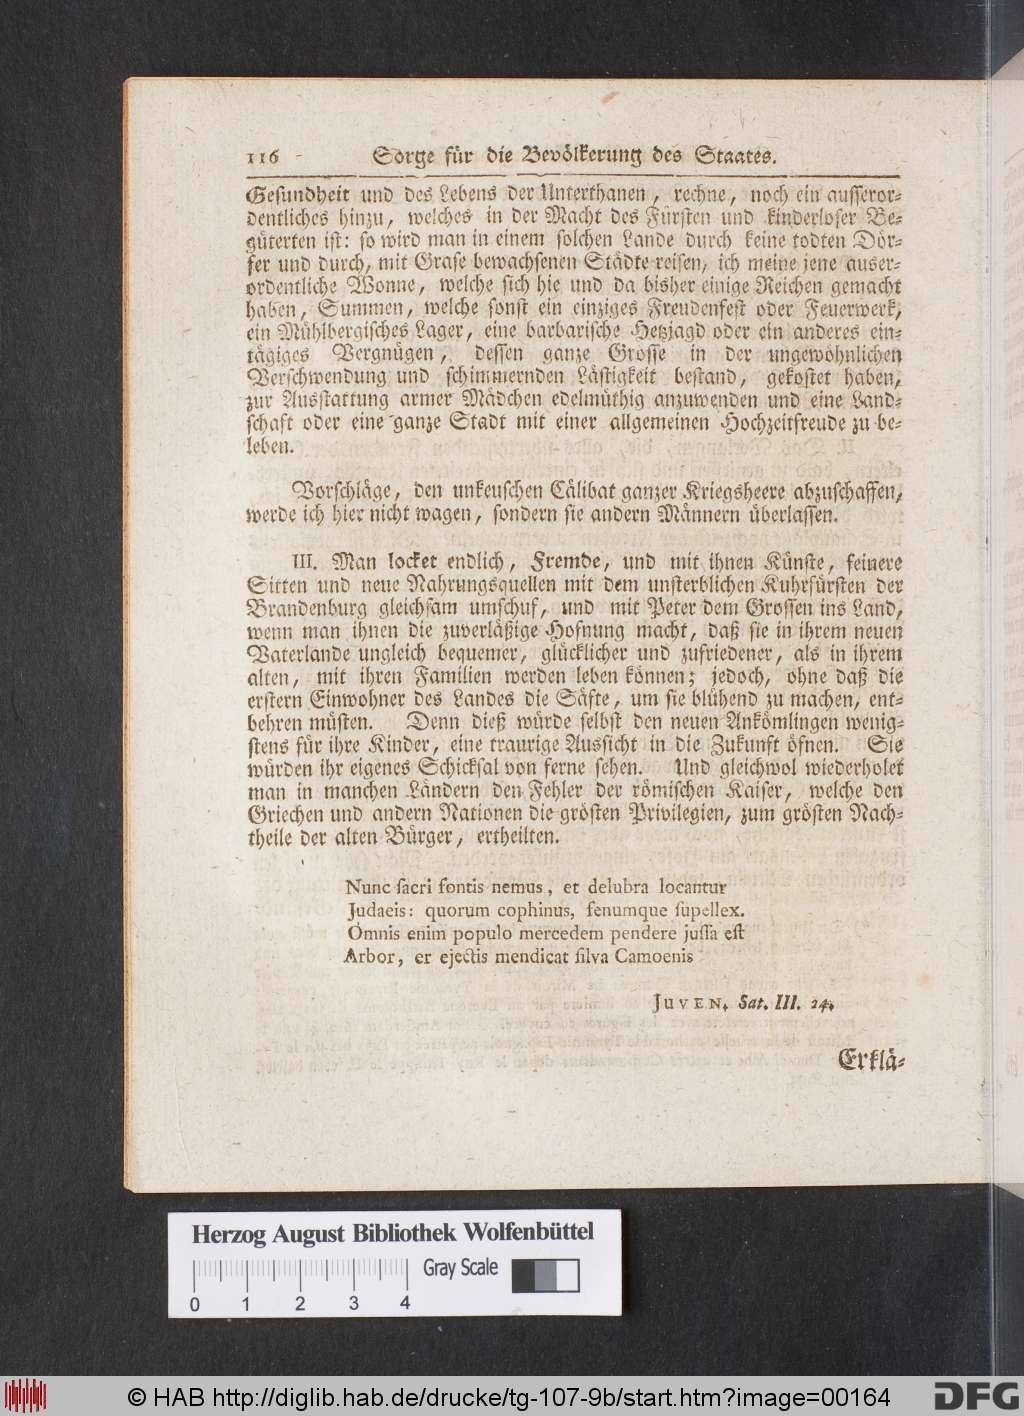 116 Sorge für die Bevölkerung des Staates.
Gesundheit und des Lebens der Unterthanen, rechne, noch ein ausseror-
dentliches hinzu, welches in der Macht des Fürsten und kinderloser Be-
güterten ist: so wird man in einem solchen Lande durch keine todten Dör-
fer und durch, mit Grase bewachsenen Städte reisen, ich meine jene auser-
ordentliche Wonne, welche sich hie und da bisher einige Reichen gemacht
haben, Summen, welche sonst ein einziges Freudenfest oder Feuerwerk,
ein Mühlbergisches Lager, eine barbarische Hetzjagd oder ein anderes ein-
tägiges Vergnügen, dessen ganze Grosse in der ungewöhnlichen
Verschwendung und schimmernden Lästigkeit bestand, gekostet haben,
zur Ausstattung armer Mädchen edelmüthig anzuwenden und eine Land-
schaft oder eine ganze Stadt mit einer allgemeinen Hochzeitfreude zu be-
leben.
Vorschläge, den unkeuschen Cälibat ganzer Kriegsheere abzuschaffen,
werde ich hier nicht wagen, sondern sie andern Männern überlassen.
III. Man locket endlich, Fremde, und mit ihnen Künste, feinere
Sitten und neue Nahrungsquellen mit dem unsterblichen Kuhrfürsten der
Brandenburg gleichsam umschuf, und mit Peter dem Grossen ins Land,
wenn man ihnen die zuverläßige Hofnung macht, daß sie in ihrem neuen
Vaterlande ungleich bequemer, glücklicher und zufriedener, als in ihrem
alten, mit ihren Familien werden leben können; jedoch, ohne daß die
erstern Einwohner des Landes die Säfte, um sie blühend zu machen, ent-
behren müsten. Denn dieß würde selbst den neuen Ankömlingen wenig-
stens für ihre Kinder, eine traurige Aussicht in die Zukunft öfnen. Sie
würden ihr eigenes Schicksal von ferne sehen. Und gleichwol wiederholet
man in manchen Ländern den Fehler der römischen Kaiser, welche den
Griechen und andern Nationen die grösten Privilegien, zum grösten Nach-
theile der alten Bürger, ertheilten.
Nunc sacri fontis nemus, et delubra locantur
Judaeis: quorum cophinus, fenumque supellex.
Omnis enim populo mercedem pendere jussa est
Arbor, er ejectis mendicat silva Camoenis
JUVEN. Sat. III. 24.
Erklä-
Herzog August Bibliothek Wolfenbüttel
Gray Scale
0 1 2 3 4
© HAB http://diglib.hab.de/drucke/tg-107-9b/start.htm?image=00164
DFG